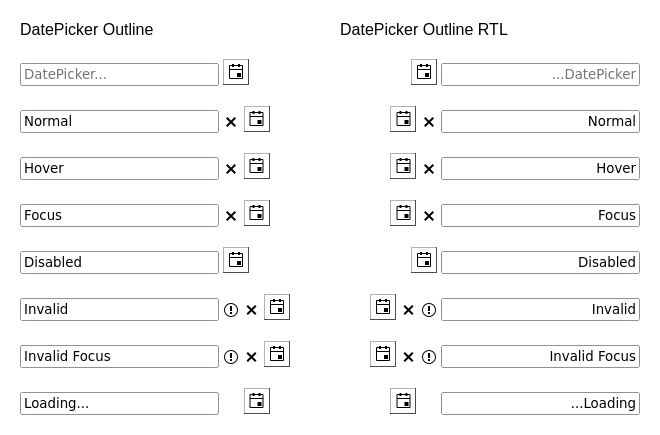 DatePicker Outline
DatePicker Outline RTL
DatePicker...
...DatePicker
Normal
Normal
Hover
Hover
Focus
Focus
Disabled
Disabled
Invalid
Invalid
Invalid Focus
Invalid Focus
Loading...
...Loading